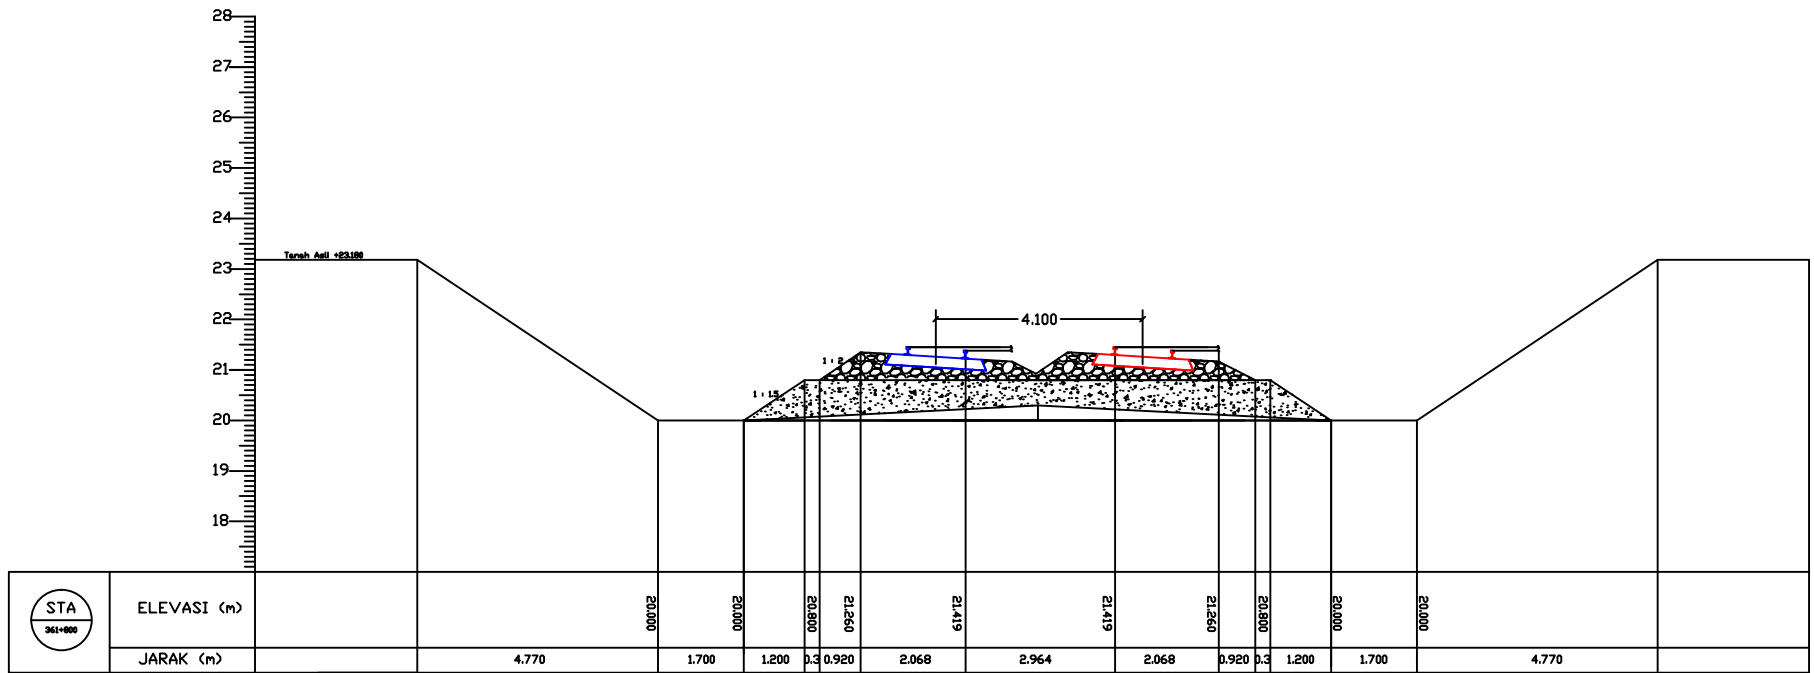 28
27
26
25
24
Tanah Asli +23.180
23
22
4.100
1 : 2
21
1 : 1.5
20
19
18
STA
361+800
ELEVASI (m)
20.000 20.000 20.800 21.260 21.419 21.419 21.260 20.800 20.000 20.000
JARAK (m)
4.770 1.700 1.200 0.3 0.920 2.068 2.964 2.068 0.920 0.3 1.200 1.700 4.770